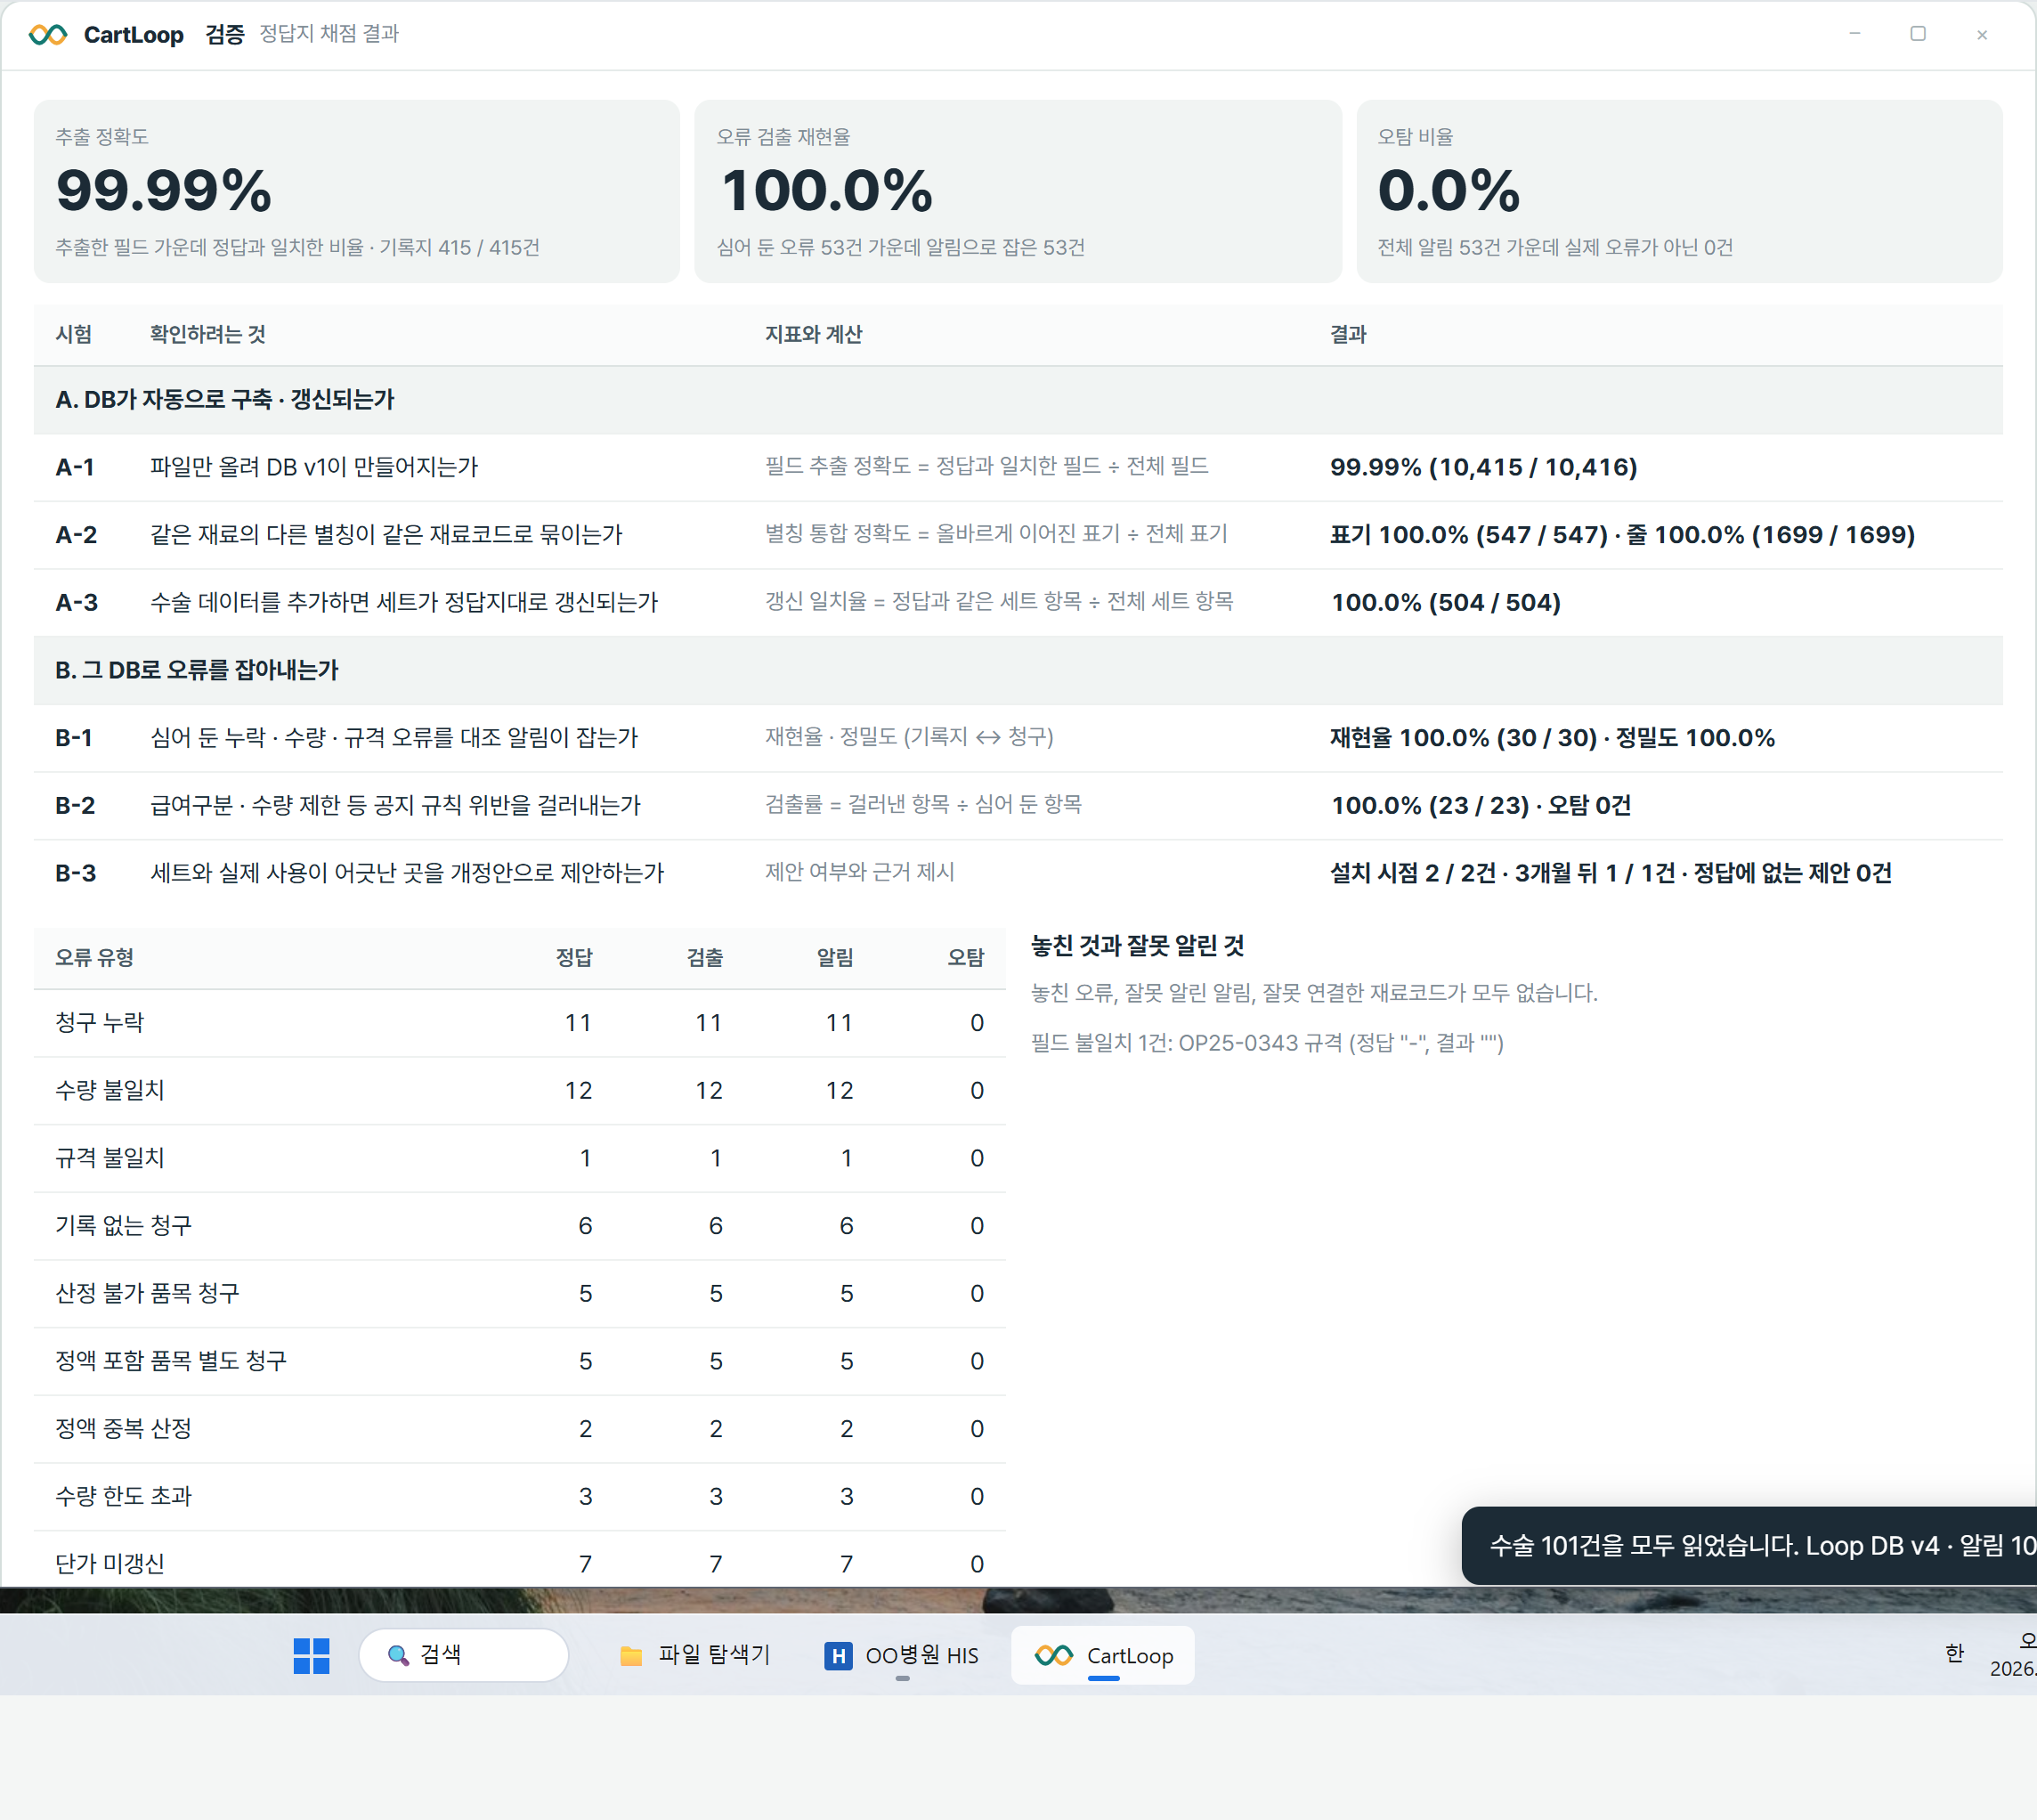 CartLoop 검증 정답지 채점 결과
추출 정확도
99.99%
추출한 필드 가운데 정답과 일치한 비율 · 기록지 415 / 415건
오류 검출 재현율
100.0%
심어 둔 오류 53건 가운데 알림으로 잡은 53건
오탐 비율
0.0%
전체 알림 53건 가운데 실제 오류가 아닌 0건
시험 확인하려는 것 지표와 계산 결과
A. DB가 자동으로 구축 · 갱신되는가
A-1 파일만 올려 DB v1이 만들어지는가 필드 추출 정확도 = 정답과 일치한 필드 ÷ 전체 필드 99.99% (10,415 / 10,416)
A-2 같은 재료의 다른 별칭이 같은 재료코드로 묶이는가 별칭 통합 정확도 = 올바르게 이어진 표기 ÷ 전체 표기 표기 100.0% (547 / 547) · 줄 100.0% (1699 / 1699)
A-3 수술 데이터를 추가하면 세트가 정답지대로 갱신되는가 갱신 일치율 = 정답과 같은 세트 항목 ÷ 전체 세트 항목 100.0% (504 / 504)
B. 그 DB로 오류를 잡아내는가
B-1 심어 둔 누락 · 수량 · 규격 오류를 대조 알림이 잡는가 재현율 · 정밀도 (기록지 ↔ 청구) 재현율 100.0% (30 / 30) · 정밀도 100.0%
B-2 급여구분 · 수량 제한 등 공지 규칙 위반을 걸러내는가 검출률 = 걸러낸 항목 ÷ 심어 둔 항목 100.0% (23 / 23) · 오탐 0건
B-3 세트와 실제 사용이 어긋난 곳을 개정안으로 제안하는가 제안 여부와 근거 제시 설치 시점 2 / 2건 · 3개월 뒤 1 / 1건 · 정답에 없는 제안 0건
오류 유형 정답 검출 알림 오탐
청구 누락 11 11 11 0
수량 불일치 12 12 12 0
규격 불일치 1 1 1 0
기록 없는 청구 6 6 6 0
산정 불가 품목 청구 5 5 5 0
정액 포함 품목 별도 청구 5 5 5 0
정액 중복 산정 2 2 2 0
수량 한도 초과 3 3 3 0
단가 미갱신 7 7 7 0
놓친 것과 잘못 알린 것
놓친 오류, 잘못 알린 알림, 잘못 연결한 재료코드가 모두 없습니다.
필드 불일치 1건: OP25-0343 규격 (정답 "-", 결과 "")
수술 101건을 모두 읽었습니다. Loop DB v4 · 알림 10
검색 파일 탐색기 H OO병원 HIS CartLoop 한 오
2026.